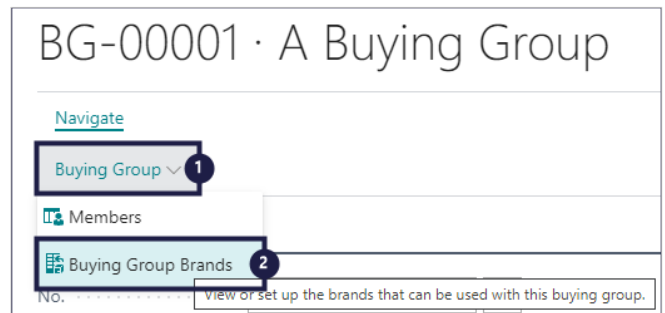 BG-00001 · A Buying Group
Navigate
Buying Group 1
Members
Buying Group Brands 2
No.
View or set up the brands that can be used with this buying group.